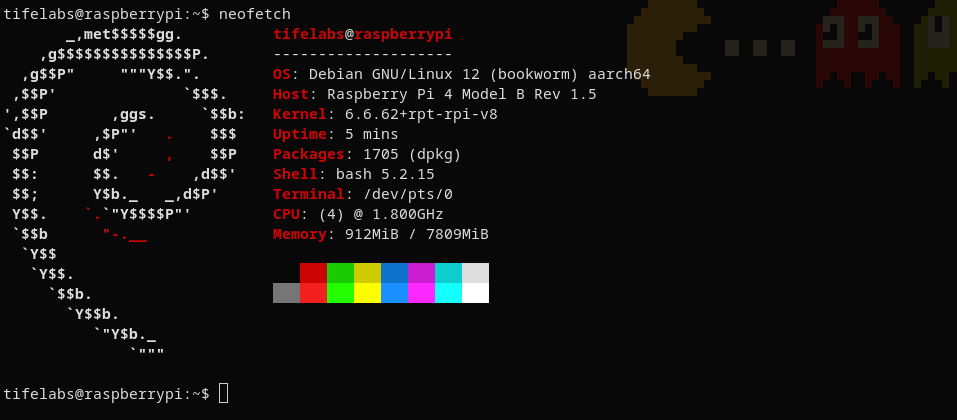 tifelabs@raspberrypi:~$ neofetch
       _,met$$$$$gg.          tifelabs@raspberrypi
    ,g$$$$$$$$$$$$$$$P.       --------------------
  ,g$$P"     """Y$$.".        OS: Debian GNU/Linux 12 (bookworm) aarch64
 ,$$P'              `$$$.     Host: Raspberry Pi 4 Model B Rev 1.5
',$$P       ,ggs.     `$$b:   Kernel: 6.6.62+rpt-rpi-v8
`d$$'     ,$P"'   .    $$$    Uptime: 5 mins
 $$P      d$'     ,    $$P    Packages: 1705 (dpkg)
 $$:      $$.   -    ,d$$'    Shell: bash 5.2.15
 $$;      Y$b._   _,d$P'      Terminal: /dev/pts/0
 Y$$.    `.`"Y$$$$P"'         CPU: (4) @ 1.800GHz
 `$$b      "-.__              Memory: 912MiB / 7809MiB
  `Y$$
   `Y$$.
     `$$b.
       `Y$$b.
          `"Y$b._
              `"""
tifelabs@raspberrypi:~$